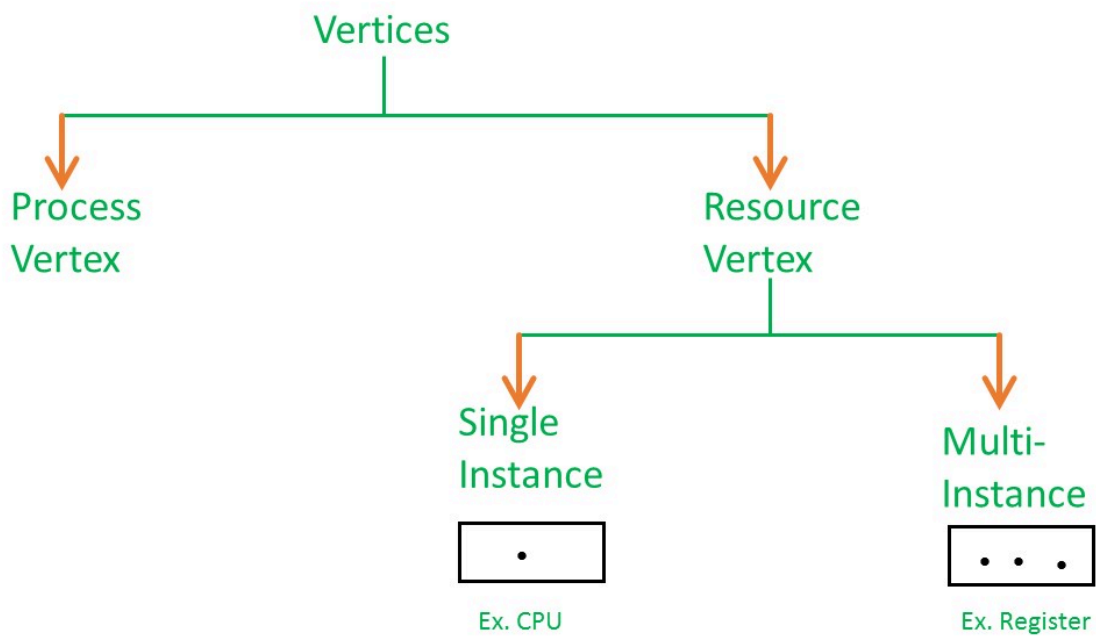 Vertices
Process
Vertex
Resource
Vertex
Single
Instance
Multi-
Instance
Ex. CPU
Ex. Register